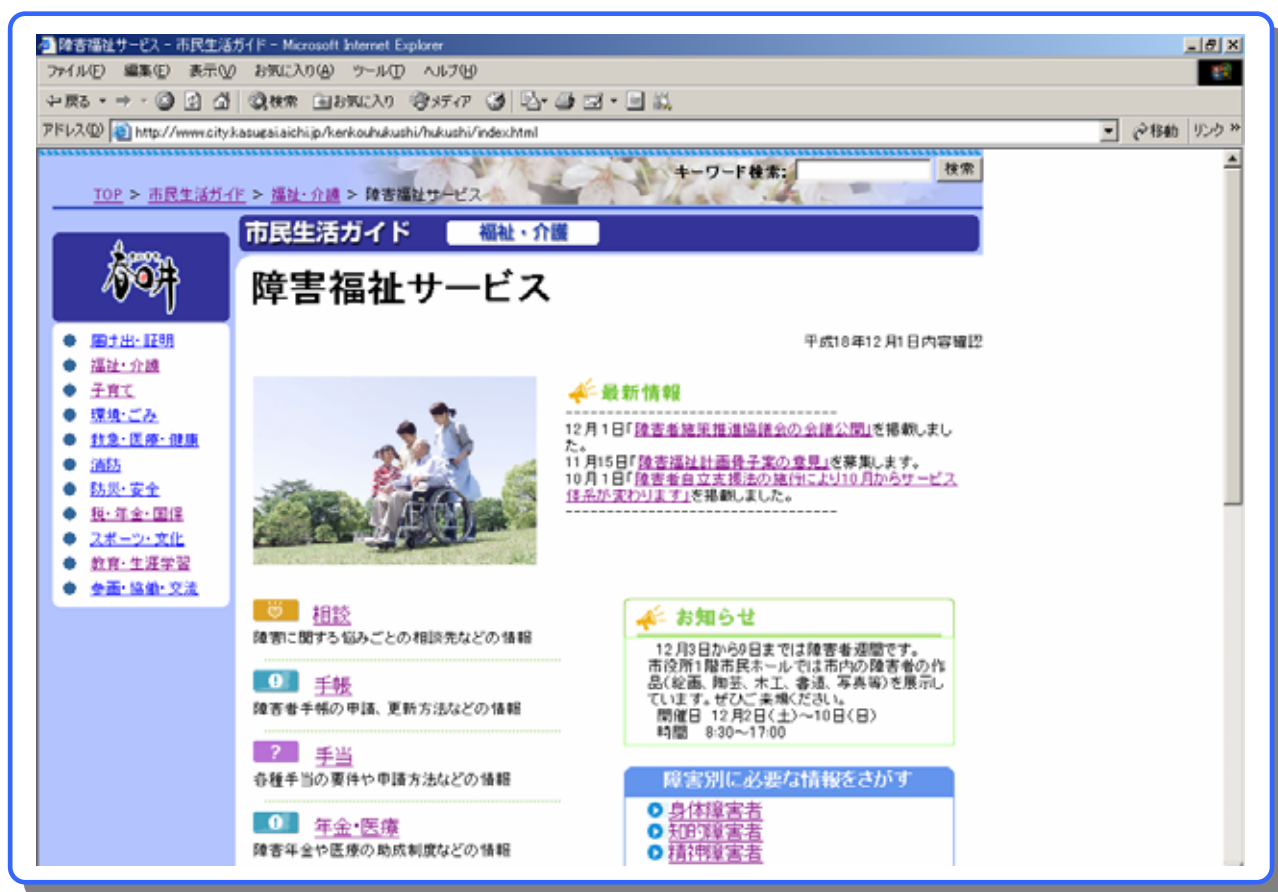 障害福祉サービス - 市民生活ガイド - Microsoft Internet Explorer
ファイル(F) 編集(E) 表示(V) お気に入り(A) ツール(T) ヘルプ(H)
戻る 検索 お気に入り メディア
アドレス(D) http://www.city.kasugai.aichi.jp/kenkouhukushi/hukushi/index.html 移動 リンク »
キーワード検索: 検索
TOP > 市民生活ガイド > 福祉・介護 > 障害福祉サービス
市民生活ガイド 福祉・介護
春日井
障害福祉サービス
平成18年12月1日内容確認
届け出・証明
福祉・介護
子育て
環境・ごみ
救急・医療・健康
消防
防災・安全
税・年金・国保
スポーツ・文化
教育・生涯学習
参画・協働・交流
最新情報
12月1日「障害者施策推進協議会の会議公開」を掲載しまし
た。
11月15日「障害福祉計画骨子案の意見」を募集します。
10月1日「障害者自立支援法の施行により10月からサービス
体系が変わります」を掲載しました。
相談
障害に関する悩みごとの相談先などの情報
手帳
障害者手帳の申請、更新方法などの情報
? 手当
各種手当の要件や申請方法などの情報
年金・医療
障害年金や医療の助成制度などの情報
お知らせ
12月3日から9日までは障害者週間です。
市役所1階市民ホールでは市内の障害者の作
品(絵画、陶芸、木工、書道、写真等)を展示し
ています。ぜひご来場ください。
開催日 12月2日(土)～10日(日)
時間 8:30～17:00
障害別に必要な情報をさがす
身体障害者
知的障害者
精神障害者